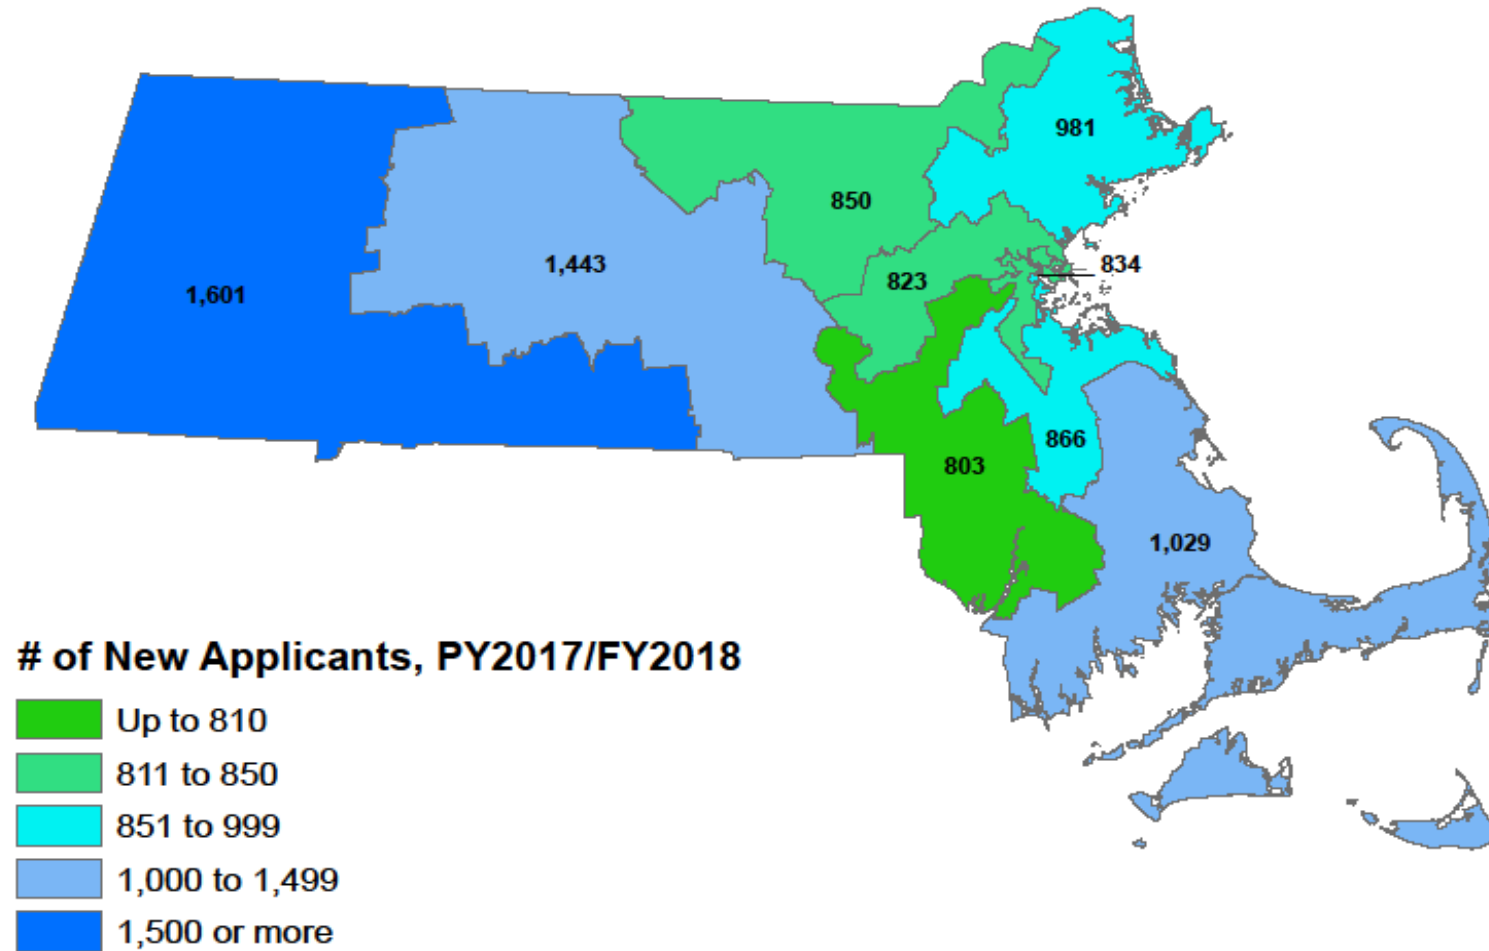 981
850
834
1,443
823
1,601
866
803
1,029
# of New Applicants, PY2017/FY2018
Up to 810
811 to 850
851 to 999
1,000 to 1,499
1,500 or more